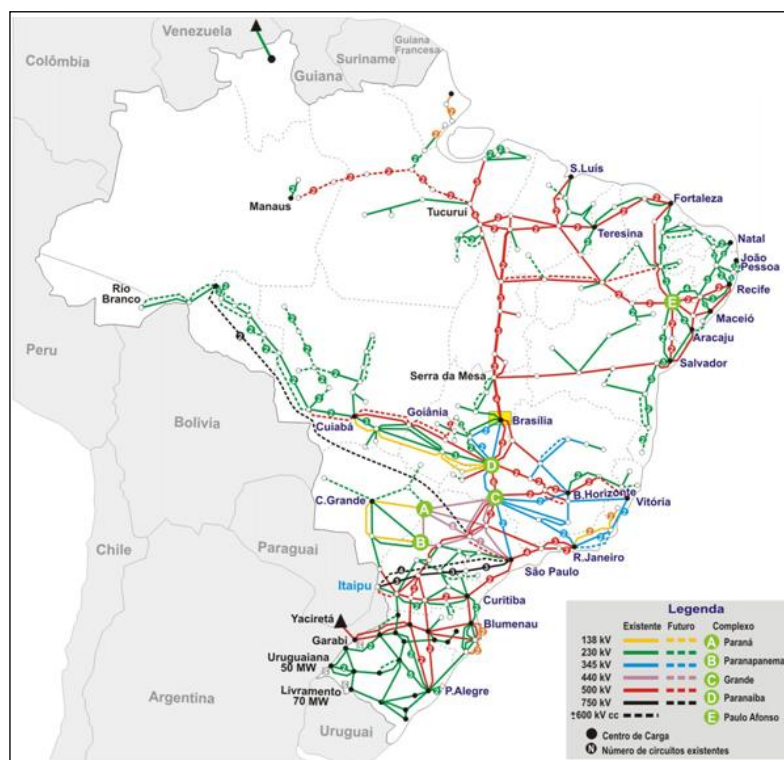 Venezuela
Guiana
Francesa
Colômbia
Suriname
Guiana
Manaus
Tucuruí
S.Luís
Fortaleza
Teresina
Natal
João
Pessoa
Recife
Maceió
Aracaju
Salvador
E
Rio
Branco
Peru
Serra da Mesa
Bolívia
Goiânia
Brasília
Cuiabá
D
C.Grande
A
C
B.Horizonte
Vitória
B
Paraguai
Chile
R.Janeiro
São Paulo
Itaipu
Curitiba
Yaciretá
Blumenau
Garabi
Uruguaiana
50 MW
Livramento
70 MW
P.Alegre
Argentina
Uruguai
Legenda
Existente Futuro Complexo
138 kV A Paraná
230 kV
345 kV B Paranapanema
440 kV C Grande
500 kV D Paranaíba
750 kV E Paulo Afonso
±600 kV cc
Centro de Carga
N Número de circuitos existentes